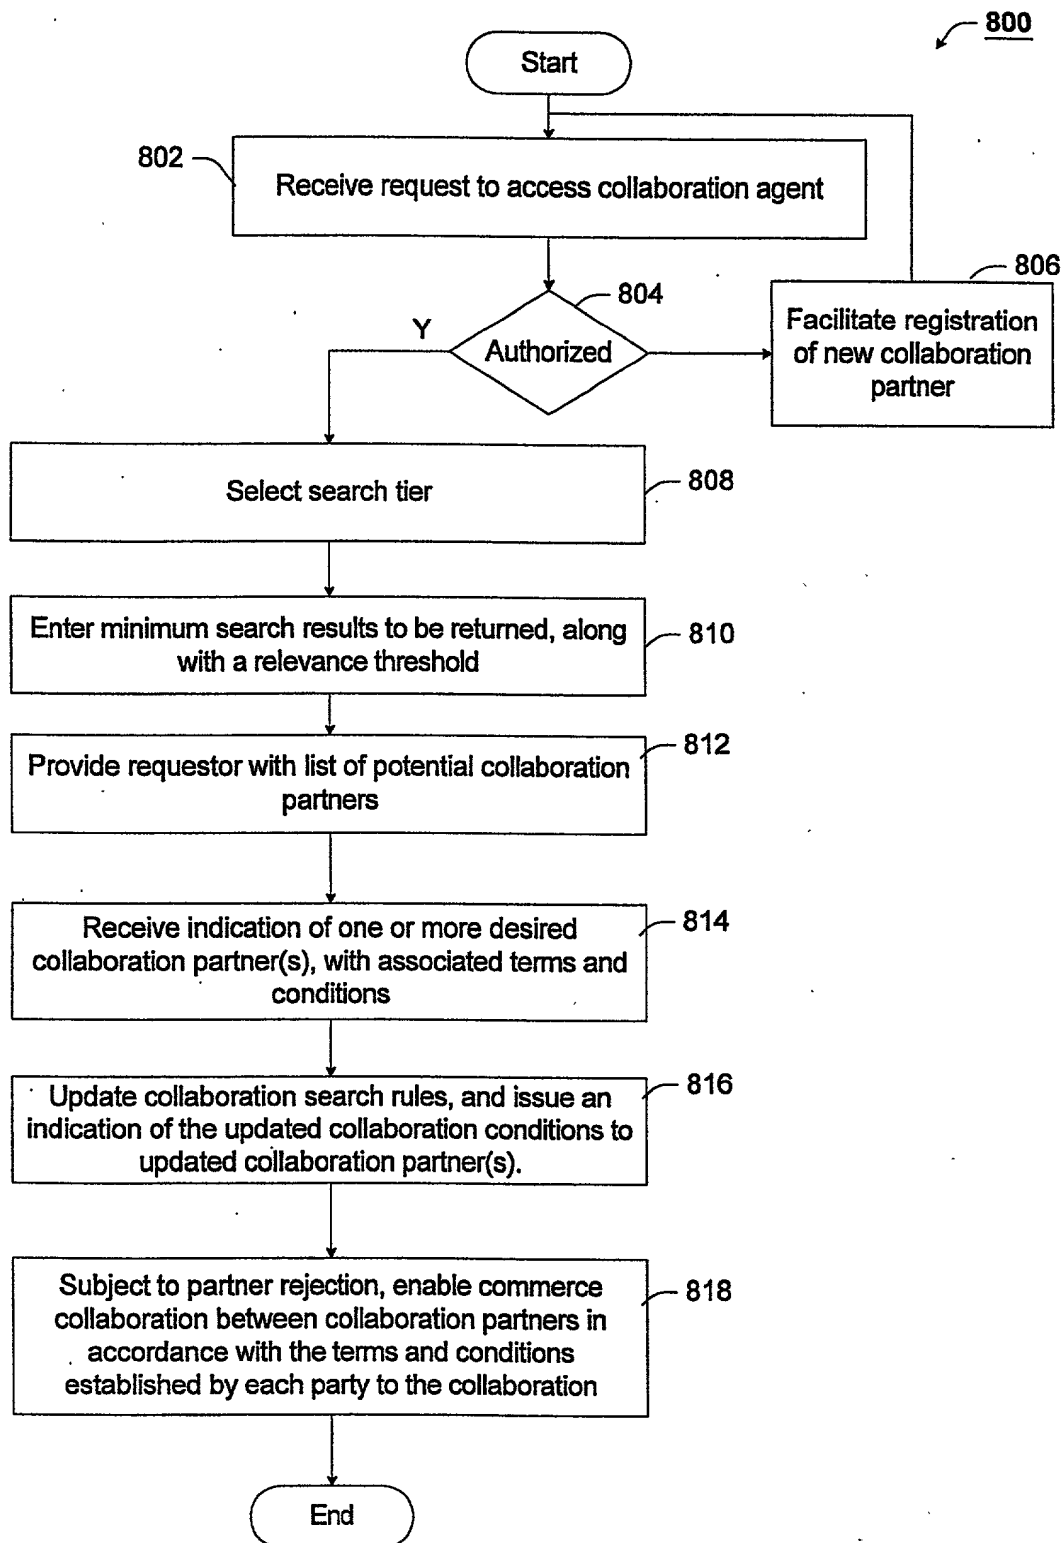 800
Start
802
Receive request to access collaboration agent
806
804
Y
Authorized
Facilitate registration
of new collaboration
partner
Select search tier
808
Enter minimum search results to be returned, along
with a relevance threshold
810
812
Provide requestor with list of potential collaboration
partners
814
Receive indication of one or more desired
collaboration partner(s), with associated terms and
conditions
816
Update collaboration search rules, and issue an
indication of the updated collaboration conditions to
updated collaboration partner(s).
818
Subject to partner rejection, enable commerce
collaboration between collaboration partners in
accordance with the terms and conditions
established by each party to the collaboration
End